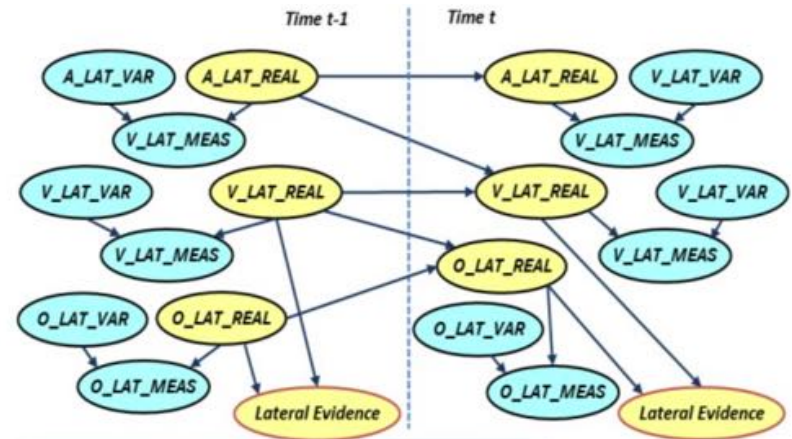 Time t-1
Time t
A_LAT_VAR
A_LAT_REAL
A_LAT_REAL
V_LAT_VAR
V_LAT_MEAS
V_LAT_MEAS
V_LAT_VAR
V_LAT_REAL
V_LAT_REAL
V_LAT_VAR
V_LAT_MEAS
V_LAT_MEAS
O_LAT_REAL
O_LAT_VAR
O_LAT_REAL
O_LAT_VAR
O_LAT_MEAS
O_LAT_MEAS
Lateral Evidence
Lateral Evidence